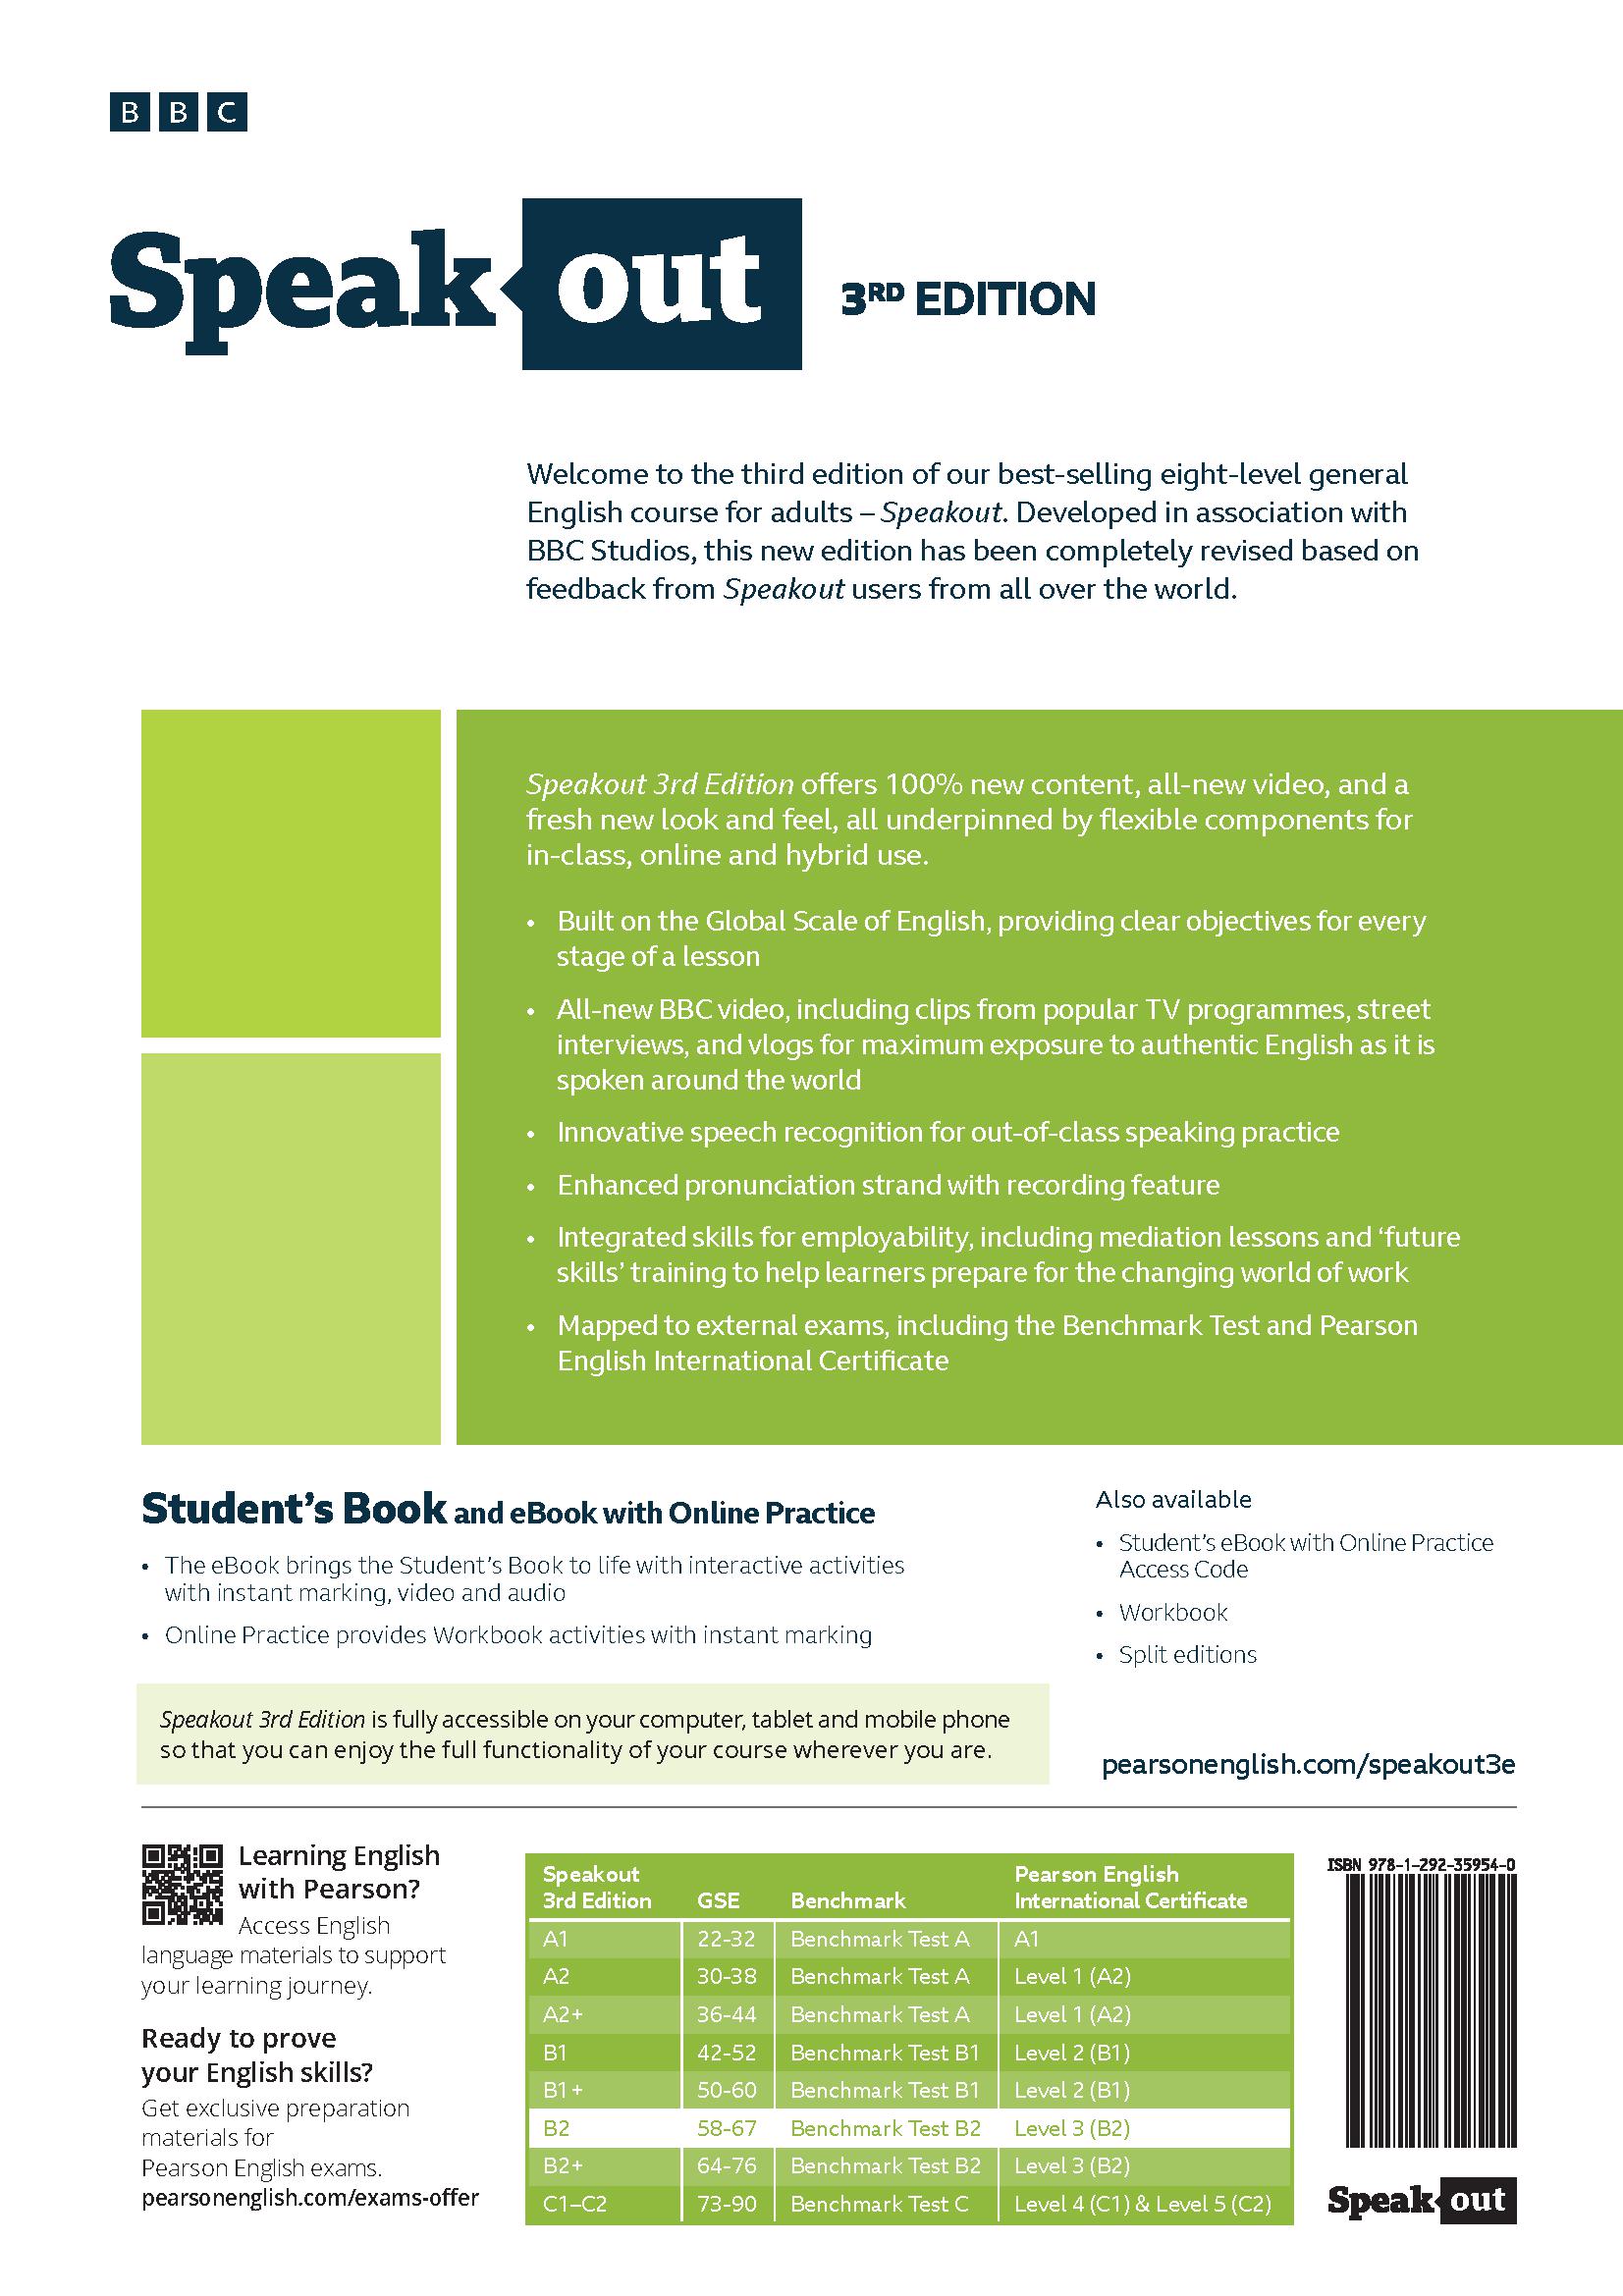 BBC
Speakout 3RD EDITION
Welcome to the third edition of our best-selling eight-level general
English course for adults – Speakout. Developed in association with
BBC Studios, this new edition has been completely revised based on
feedback from Speakout users from all over the world.
Speakout 3rd Edition offers 100% new content, all-new video, and a
fresh new look and feel, all underpinned by flexible components for
in-class, online and hybrid use.
• Built on the Global Scale of English, providing clear objectives for every
stage of a lesson
• All-new BBC video, including clips from popular TV programmes, street
interviews, and vlogs for maximum exposure to authentic English as it is
spoken around the world
• Innovative speech recognition for out-of-class speaking practice
• Enhanced pronunciation strand with recording feature
• Integrated skills for employability, including mediation lessons and ‘future
skills’ training to help learners prepare for the changing world of work
• Mapped to external exams, including the Benchmark Test and Pearson
English International Certificate
Student’s Book and eBook with Online Practice
• The eBook brings the Student’s Book to life with interactive activities
with instant marking, video and audio
• Online Practice provides Workbook activities with instant marking
Speakout 3rd Edition is fully accessible on your computer, tablet and mobile phone
so that you can enjoy the full functionality of your course wherever you are.
Also available
• Student’s eBook with Online Practice
Access Code
• Workbook
• Split editions
pearsonenglish.com/speakout3e
Learning English
with Pearson?
Access English
language materials to support
your learning journey.
Ready to prove
your English skills?
Get exclusive preparation
materials for
Pearson English exams.
pearsonenglish.com/exams-offer
Speakout
3rd Edition GSE Benchmark Pearson English
International Certificate
A1 22-32 Benchmark Test A A1
A2 30-38 Benchmark Test A Level 1 (A2)
A2+ 36-44 Benchmark Test A Level 1 (A2)
B1 42-52 Benchmark Test B1 Level 2 (B1)
B1+ 50-60 Benchmark Test B1 Level 2 (B1)
B2 58-67 Benchmark Test B2 Level 3 (B2)
B2+ 64-76 Benchmark Test B2 Level 3 (B2)
C1–C2 73-90 Benchmark Test C Level 4 (C1) & Level 5 (C2)
ISBN 978-1-292-35954-0
Speakout